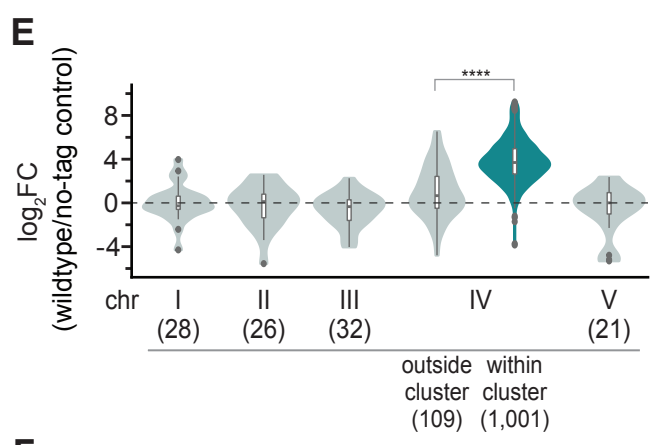 E
log2FC
(wildtype/no-tag control)
8
4
0
-4
****
chr I II III IV V
(28) (26) (32) (21)
outside within
cluster cluster
(109) (1,001)